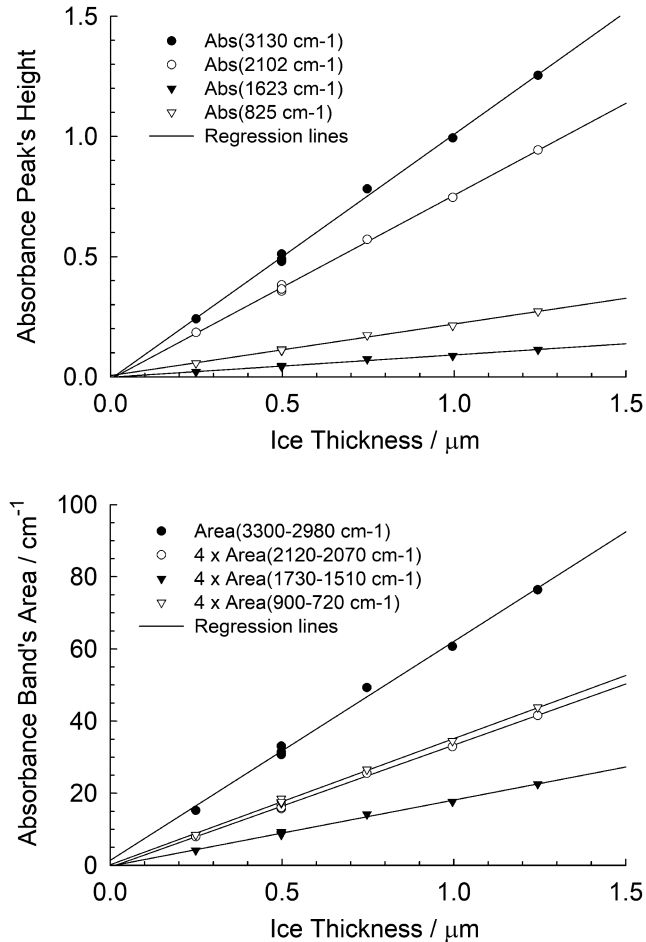 1.5
1.0
0.5
0.0
Absorbance Peak's Height
Abs(3130 cm-1)
Abs(2102 cm-1)
Abs(1623 cm-1)
Abs(825 cm-1)
Regression lines
0.0 0.5 1.0 1.5
Ice Thickness / μm
100
80
60
40
20
0
Absorbance Band's Area / cm⁻¹
Area(3300-2980 cm-1)
4 x Area(2120-2070 cm-1)
4 x Area(1730-1510 cm-1)
4 x Area(900-720 cm-1)
Regression lines
0.0 0.5 1.0 1.5
Ice Thickness / μm